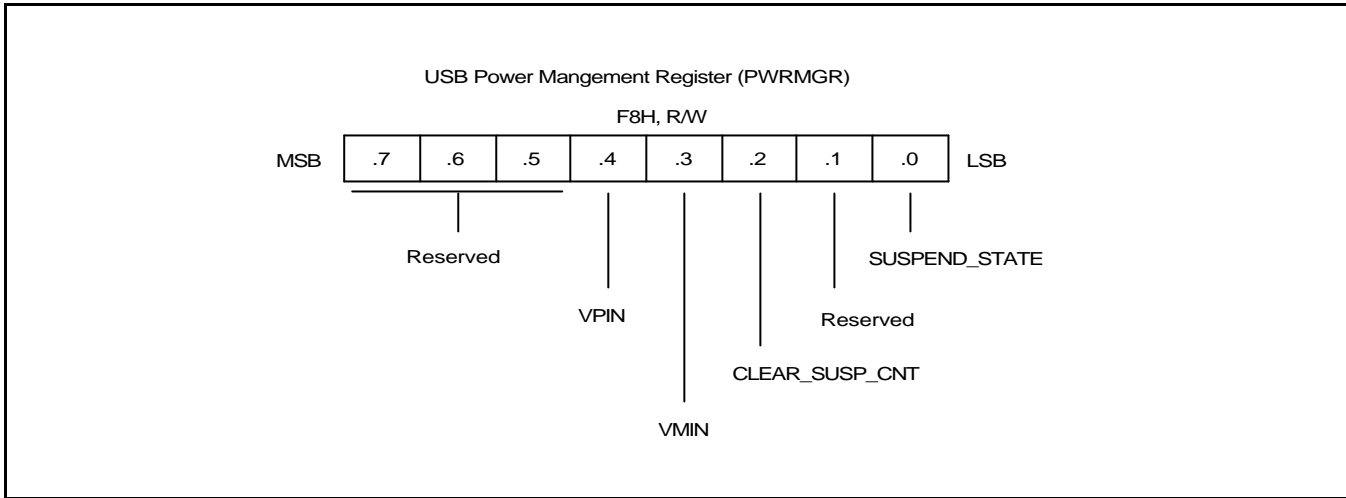 USB Power Mangement Register (PWRMGR)
F8H, R/W
MSB .7 .6 .5 .4 .3 .2 .1 .0 LSB
Reserved SUSPEND_STATE
VPIN Reserved
CLEAR_SUSP_CNT
VMIN